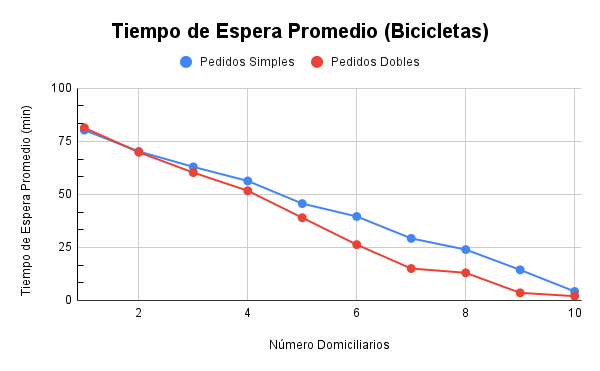 Tiempo de Espera Promedio (Bicicletas)
Pedidos Simples
Pedidos Dobles
Tiempo de Espera Promedio (min)
100
75
50
25
0
2
4
6
8
10
Número Domiciliarios